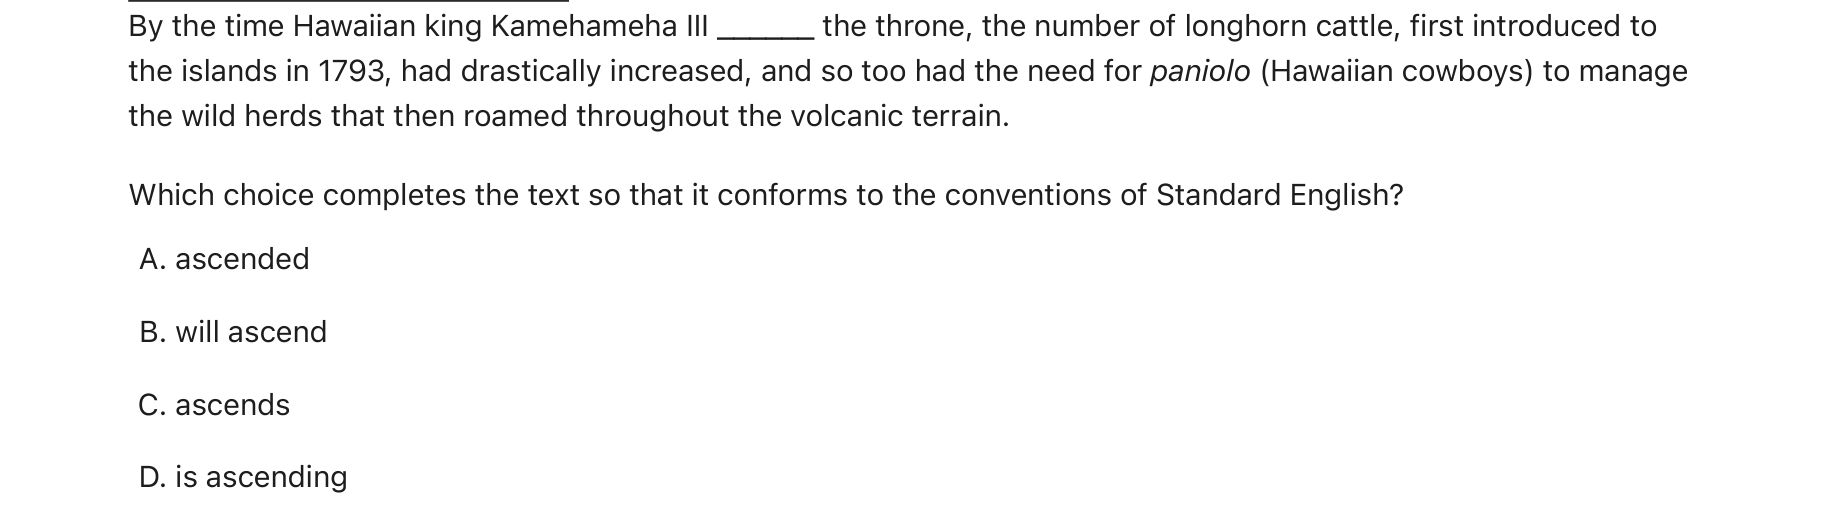 By the time Hawaiian king Kamehameha III ______ the throne, the number of longhorn cattle, first introduced to
the islands in 1793, had drastically increased, and so too had the need for paniolo (Hawaiian cowboys) to manage
the wild herds that then roamed throughout the volcanic terrain.
Which choice completes the text so that it conforms to the conventions of Standard English?
A. ascended
B. will ascend
C. ascends
D. is ascending